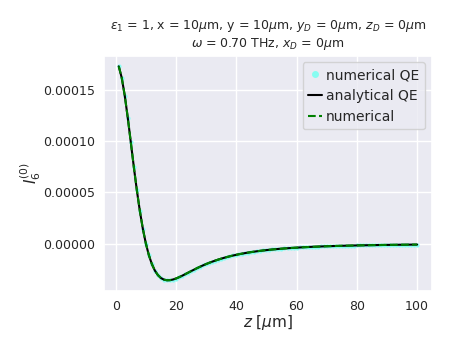 ε₁ = 1, x = 10μm, y = 10μm, y_D = 0μm, z_D = 0μm
ω = 0.70 THz, x_D = 0μm
numerical QE
analytical QE
numerical
0.00015
0.00010
0.00005
0.00000
I₆⁽⁰⁾
0 20 40 60 80 100
z [μm]